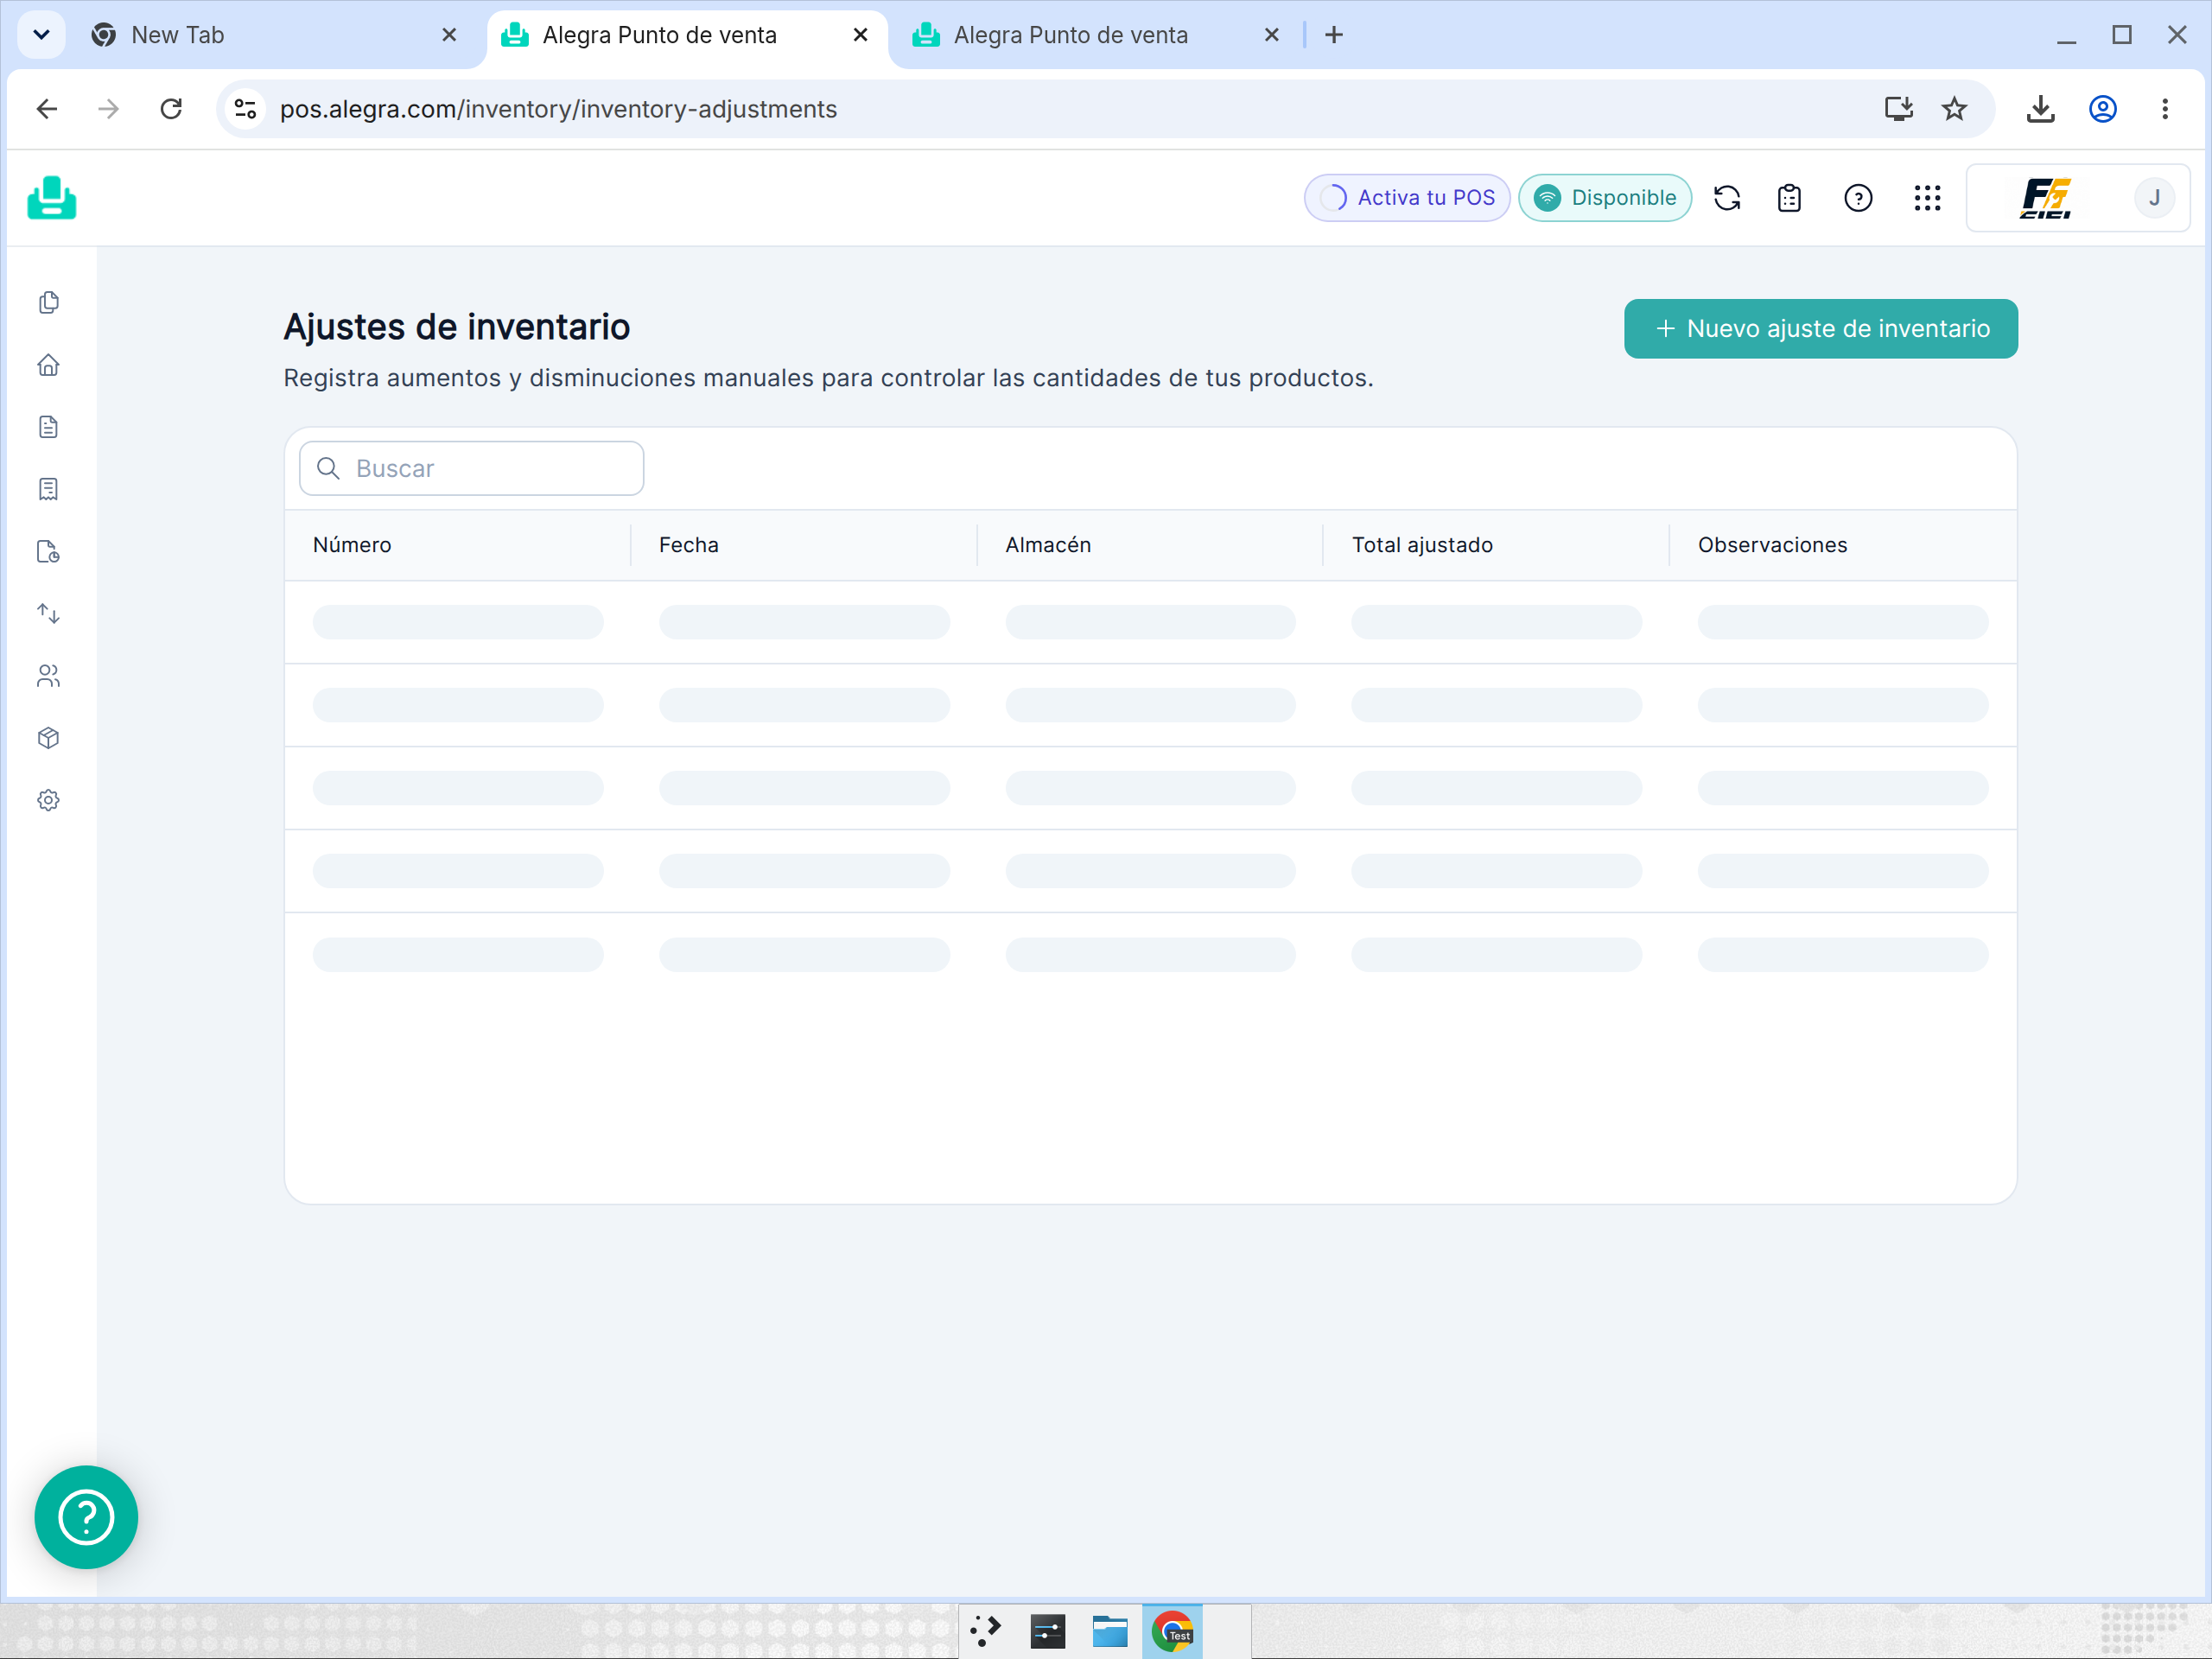 New Tab
Alegra Punto de venta
Alegra Punto de venta
pos.alegra.com/inventory/inventory-adjustments
Activa tu POS
Disponible
J
Ajustes de inventario
Nuevo ajuste de inventario
Registra aumentos y disminuciones manuales para controlar las cantidades de tus productos.
Buscar
Número Fecha Almacén Total ajustado Observaciones
Test